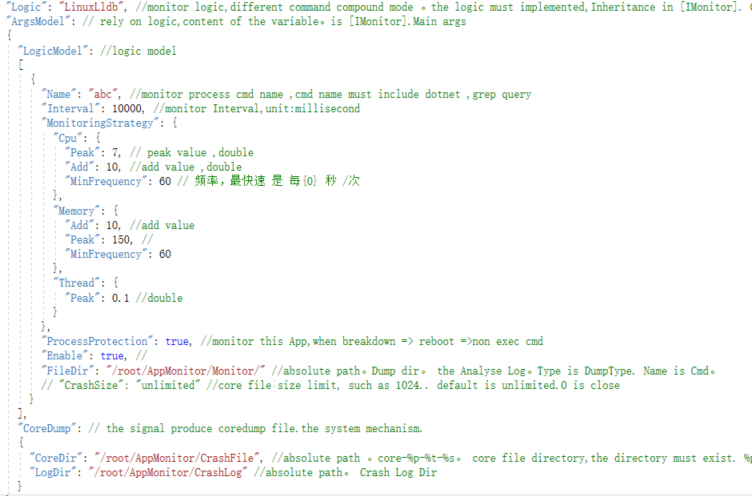 "Logic": "LinuxLldb", //monitor logic,different command compound mode 。the logic must implemented,Inheritance in [IMonitor].
"ArgsModel": // rely on logic,content of the variable。is [IMonitor].Main args
{
"LogicModel": //logic model
[
{
"Name": "abc", //monitor process cmd name ,cmd name must include dotnet ,grep query
"Interval": 10000, //monitor Interval,unit:millisecond
"MonitoringStrategy": {
"Cpu": {
"Peak": 7, // peak value ,double
"Add": 10, //add value ,double
"MinFrequency": 60 // 频率，最快速 是 每{0} 秒 /次
},
"Memory": {
"Add": 10, //add value
"Peak": 150, //
"MinFrequency": 60
},
"Thread": {
"Peak": 0.1 //double
}
},
"ProcessProtection": true, //monitor this App,when breakdown => reboot =>non exec cmd
"Enable": true, //
"FileDir": "/root/AppMonitor/Monitor/" //absolute path。Dump dir。 the Analyse Log。Type is DumpType. Name is Cmd。
// "CrashSize": "unlimited" //core file size limit, such as 1024.. default is unlimited.0 is close
}
],
"CoreDump": // the signal produce coredump file.the system mechanism.
{
"CoreDir": "/root/AppMonitor/CrashFile", //absolute path 。core-%p-%t-%s。 core file directory,the directory must exist.
"LogDir": "/root/AppMonitor/CrashLog" //absolute path。 Crash Log Dir
}